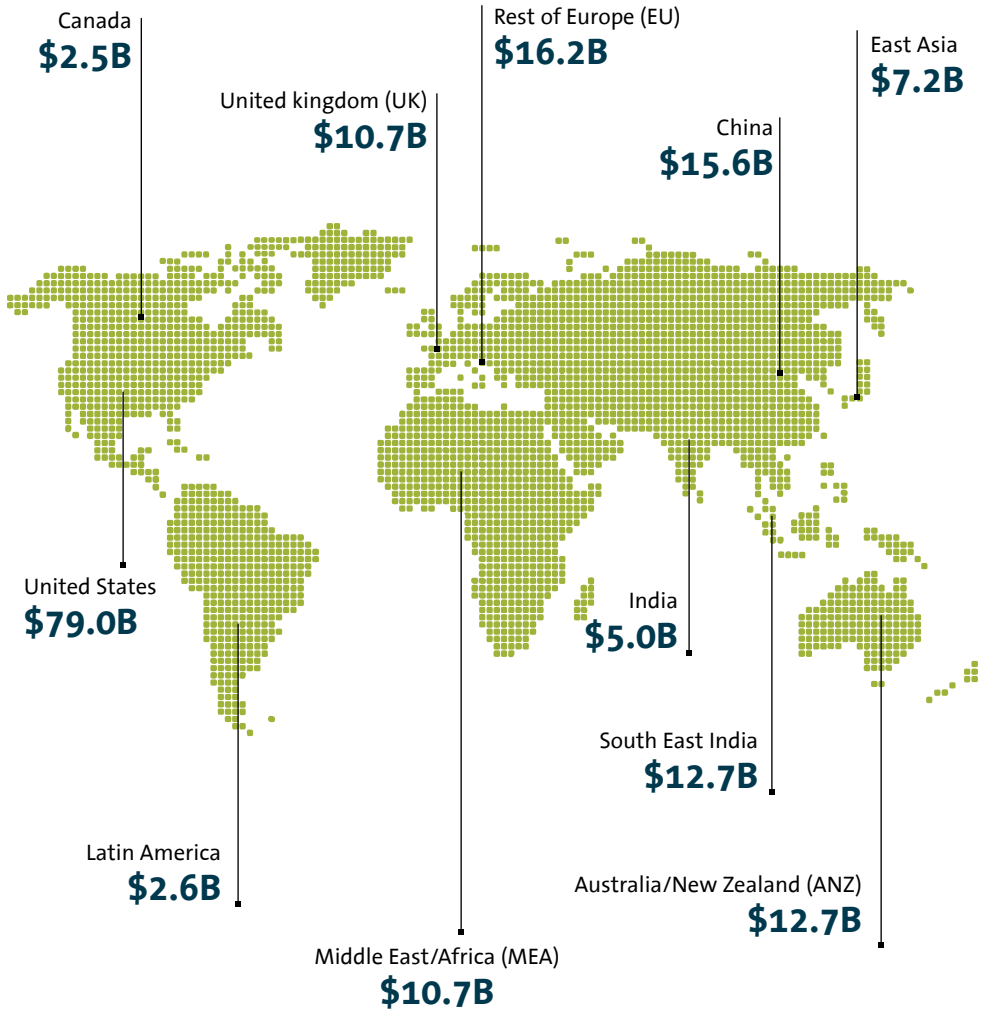 Canada
$2.5B
Rest of Europe (EU)
$16.2B
East Asia
$7.2B
United kingdom (UK)
$10.7B
China
$15.6B
United States
$79.0B
India
$5.0B
South East India
$12.7B
Latin America
$2.6B
Australia/New Zealand (ANZ)
$12.7B
Middle East/Africa (MEA)
$10.7B